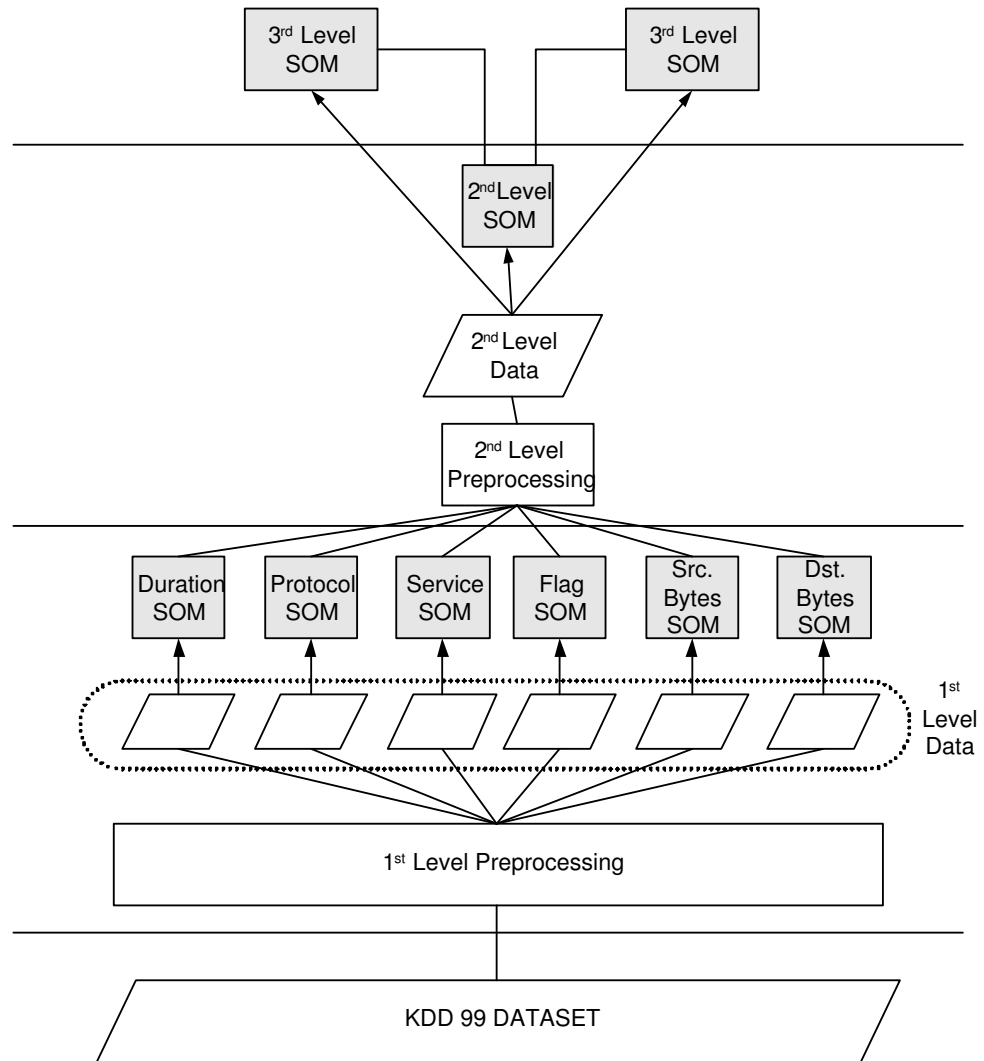 3rd Level
SOM
3rd Level
SOM
2nd Level
SOM
2nd Level
Data
2nd Level
Preprocessing
Duration
SOM
Protocol
SOM
Service
SOM
Flag
SOM
Src.
Bytes
SOM
Dst.
Bytes
SOM
1st
Level
Data
1st Level Preprocessing
KDD 99 DATASET